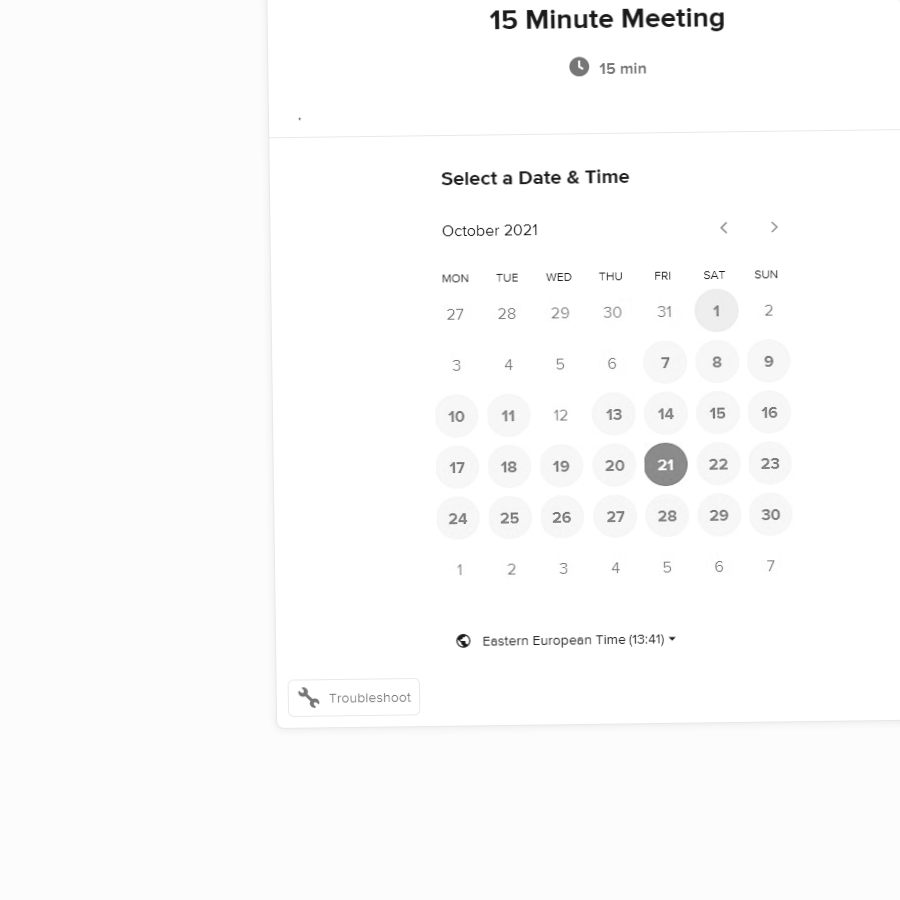 15 Minute Meeting
15 min
.
Select a Date & Time
October 2021
MON TUE WED THU FRI SAT SUN
27 28 29 30 31 1 2
3 4 5 6 7 8 9
10 11 12 13 14 15 16
17 18 19 20 21 22 23
24 25 26 27 28 29 30
1 2 3 4 5 6 7
Eastern European Time (13:41)
Troubleshoot